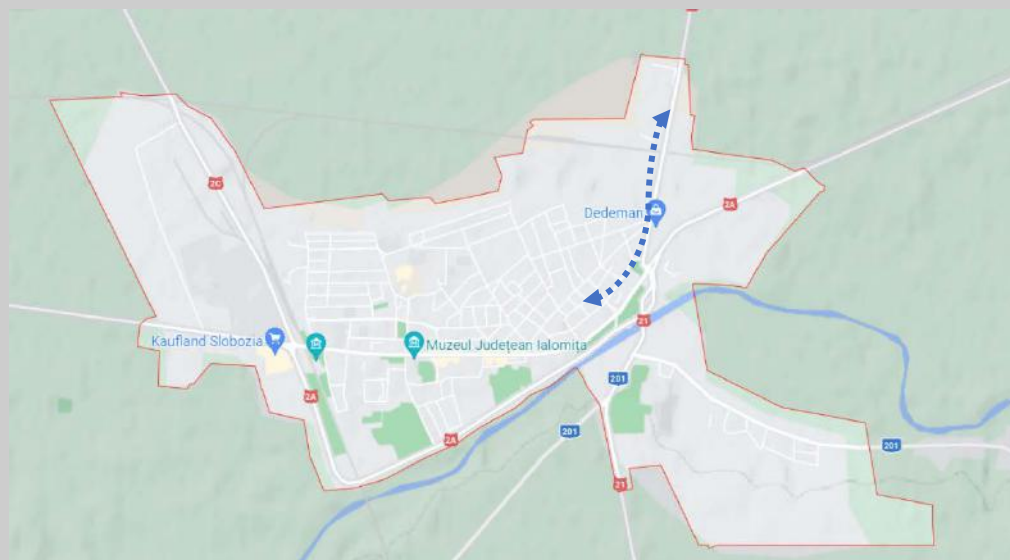 2C
2A
Dedeman
21
Kaufland Slobozia
Muzeul Județean Ialomița
201
2A
2A
201
201
21